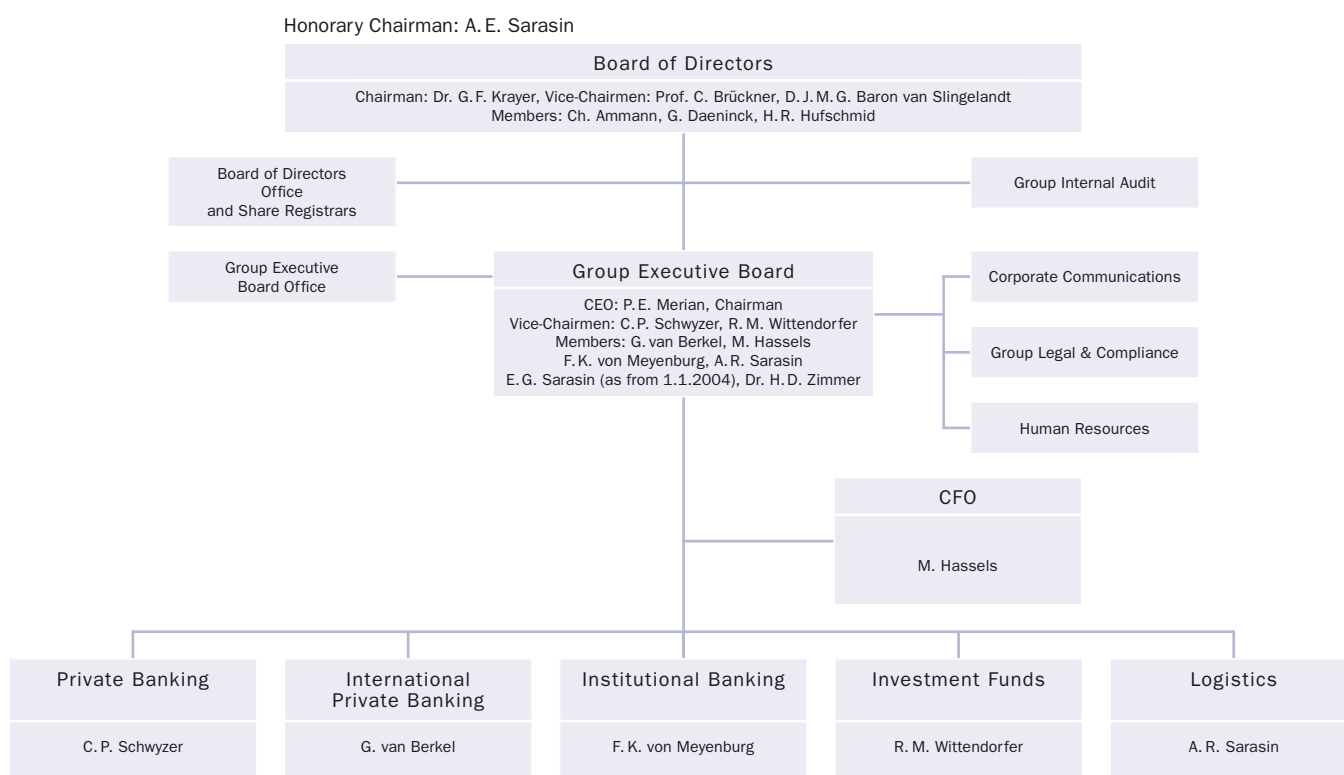 Honorary Chairman: A.E. Sarasin
Board of Directors
Chairman: Dr. G.F. Krayer, Vice-Chairmen: Prof. C. Brückner, D.J.M.G. Baron van Slingelandt
Members: Ch. Ammann, G. Daeninck, H.R. Hufschmid
Board of Directors
Office
and Share Registrars
Group Internal Audit
Group Executive
Board Office
Group Executive Board
CEO: P.E. Merian, Chairman
Vice-Chairmen: C.P. Schwyzer, R.M. Wittendorfer
Members: G. van Berkel, M. Hassels
F.K. von Meyenburg, A.R. Sarasin
E.G. Sarasin (as from 1.1.2004), Dr. H.D. Zimmer
Corporate Communications
Group Legal & Compliance
Human Resources
CFO
M. Hassels
Private Banking
C.P. Schwyzer
International
Private Banking
G. van Berkel
Institutional Banking
F.K. von Meyenburg
Investment Funds
R.M. Wittendorfer
Logistics
A.R. Sarasin